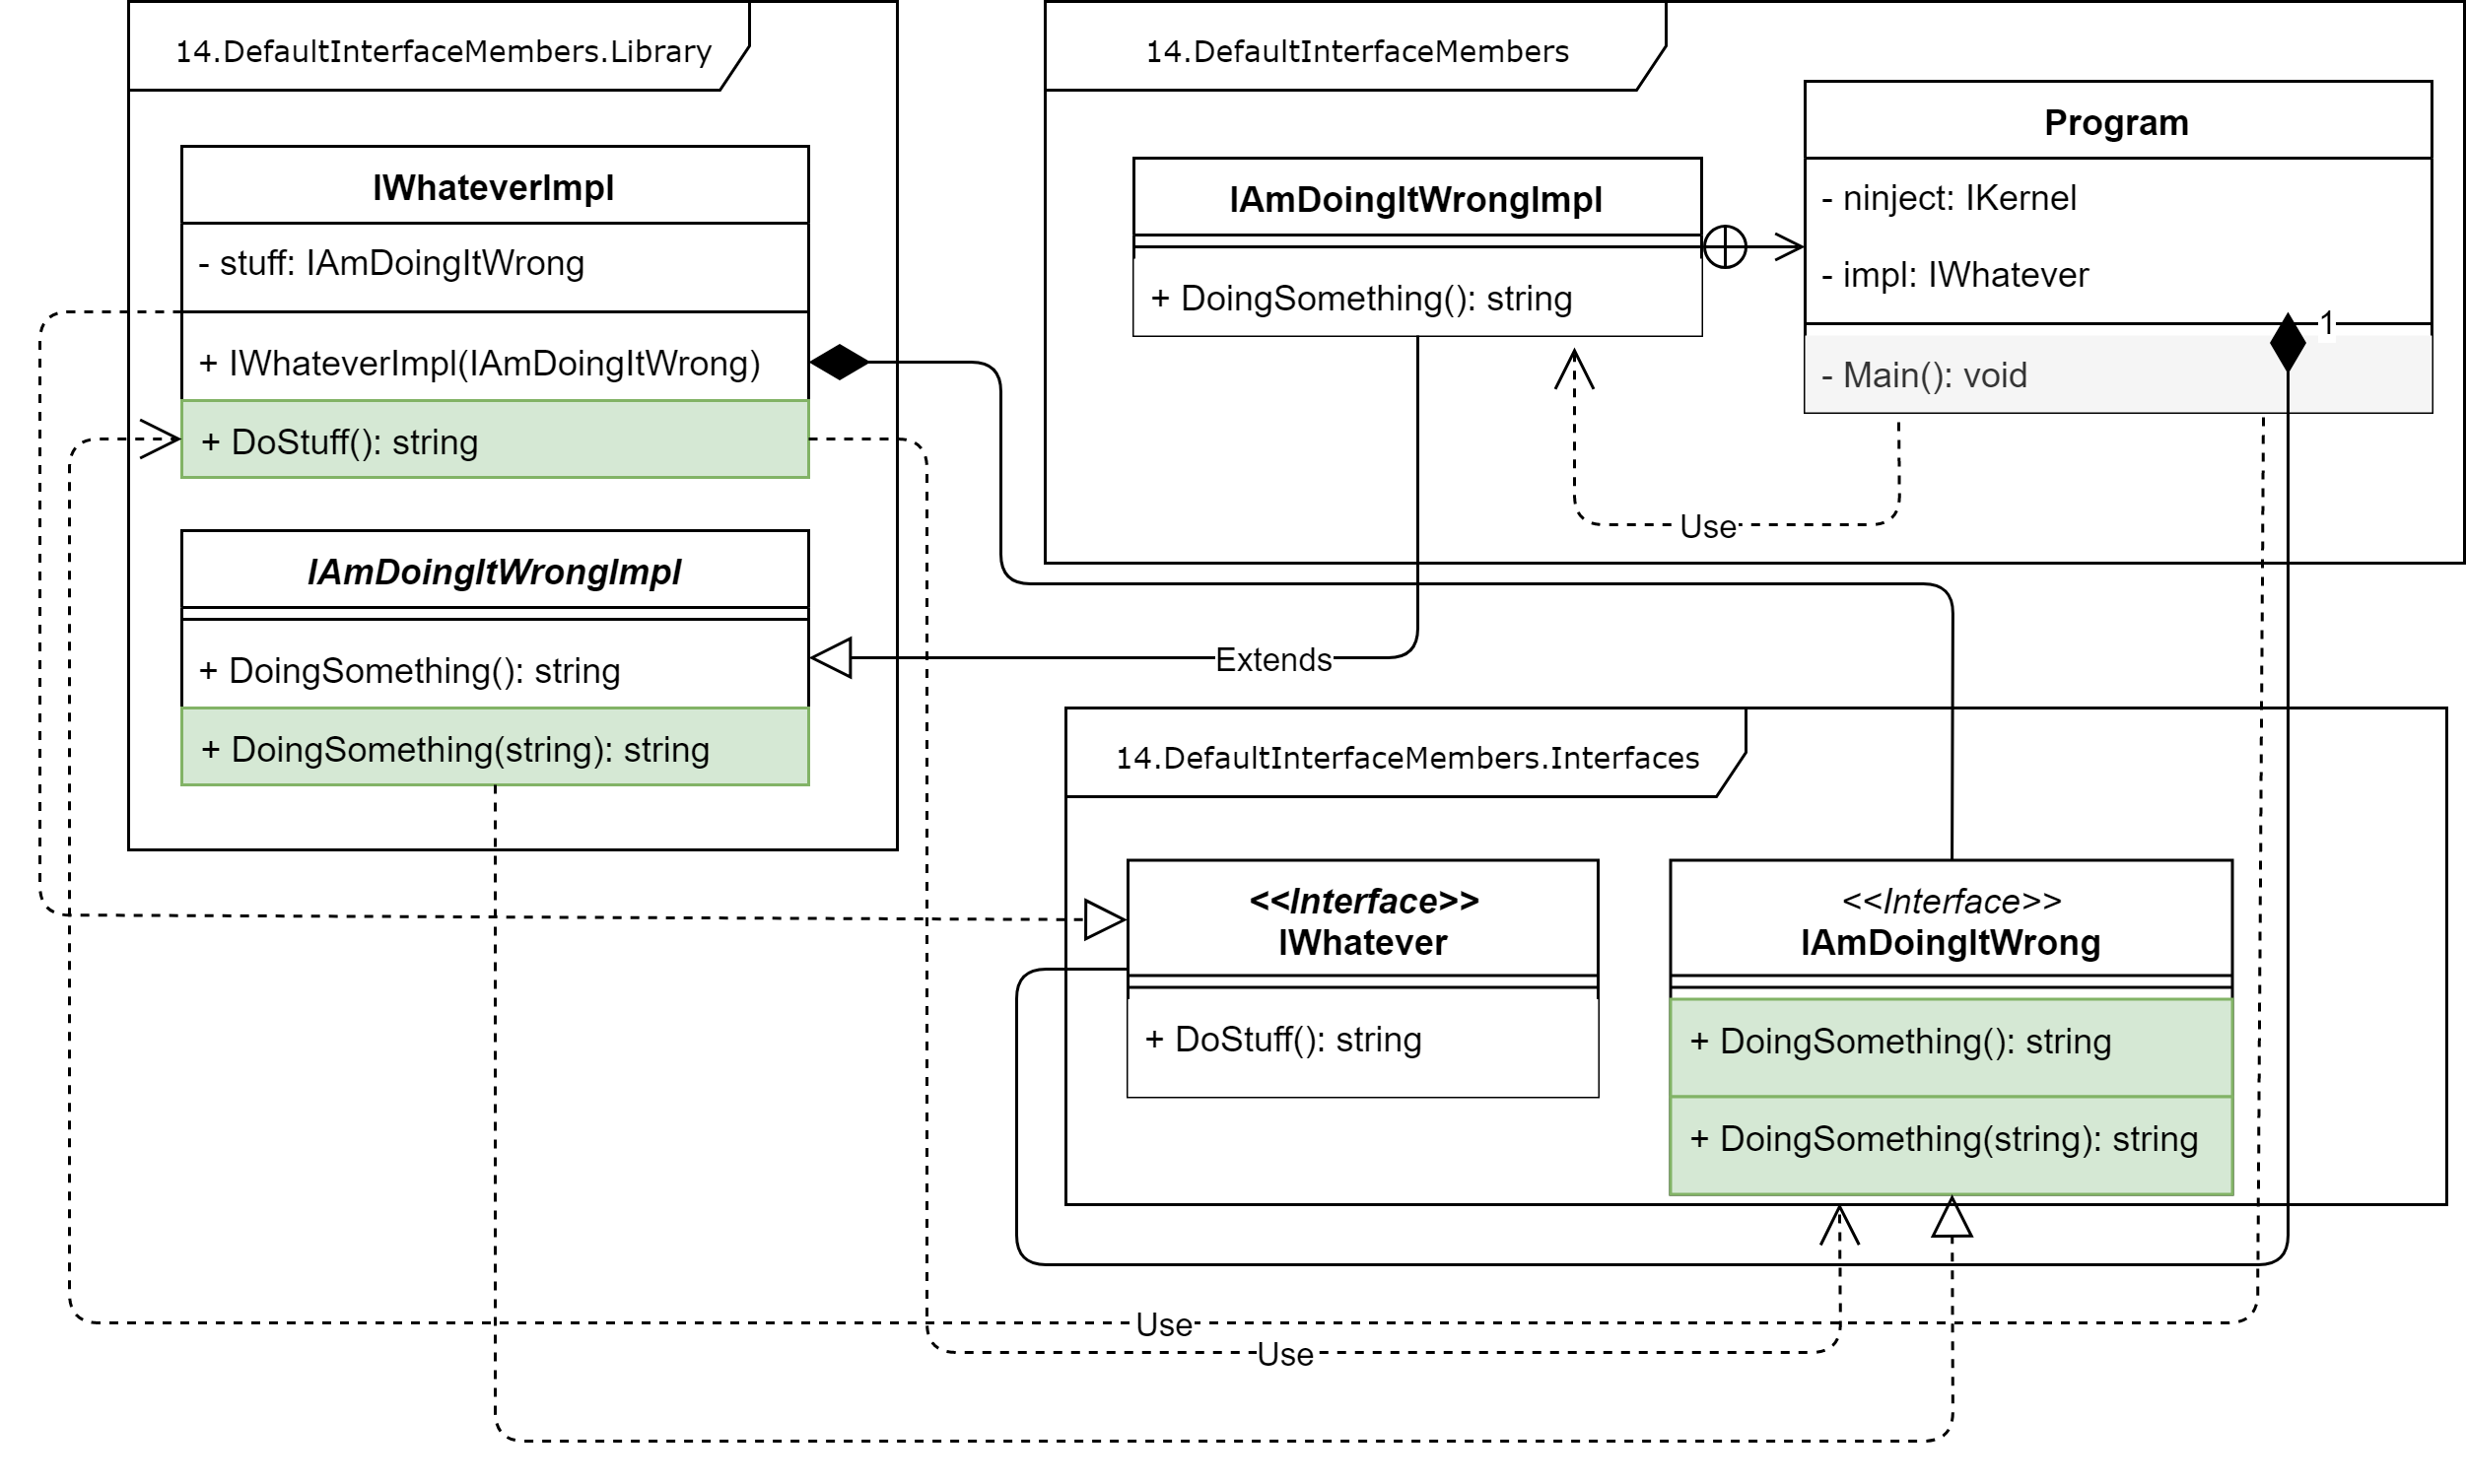 14.DefaultInterfaceMembers.Library
IWhateverImpl
- stuff: IAmDoingItWrong
+ IWhateverImpl(IAmDoingItWrong)
+ DoStuff(): string
IAmDoingItWrongImpl
+ DoingSomething(): string
+ DoingSomething(string): string
14.DefaultInterfaceMembers
IAmDoingItWrongImpl
+ DoingSomething(): string
Program
- ninject: IKernel
- impl: IWhatever
1
- Main(): void
Use
Extends
14.DefaultInterfaceMembers.Interfaces
<<Interface>>
IWhatever
+ DoStuff(): string
<<Interface>>
IAmDoingItWrong
+ DoingSomething(): string
+ DoingSomething(string): string
Use
Use